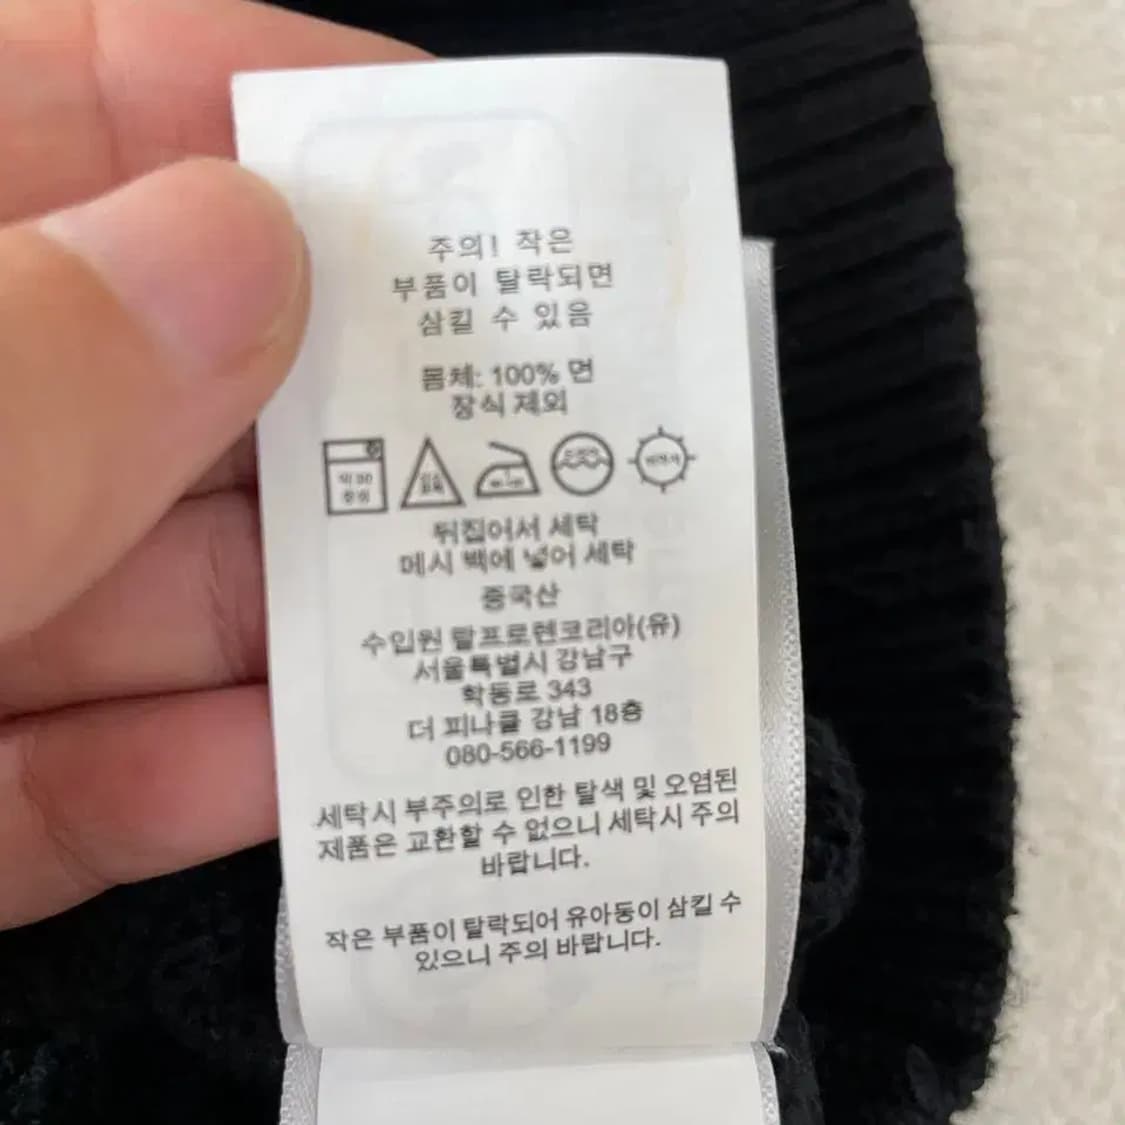 주의! 작은
부품이 탈락되면
삼킬 수 있음
몸체: 100% 면
장식 제외
뒤집어서 세탁
메시 백에 넣어 세탁
중국산
수입원 랄프로렌코리아(유)
서울특별시 강남구
학동로 343
더 피나클 강남 18층
080-566-1199
세탁시 부주의로 인한 탈색 및 오염된
제품은 교환할 수 없으니 세탁시 주의
바랍니다.
작은 부품이 탈락되어 유아동이 삼킬 수
있으니 주의 바랍니다.